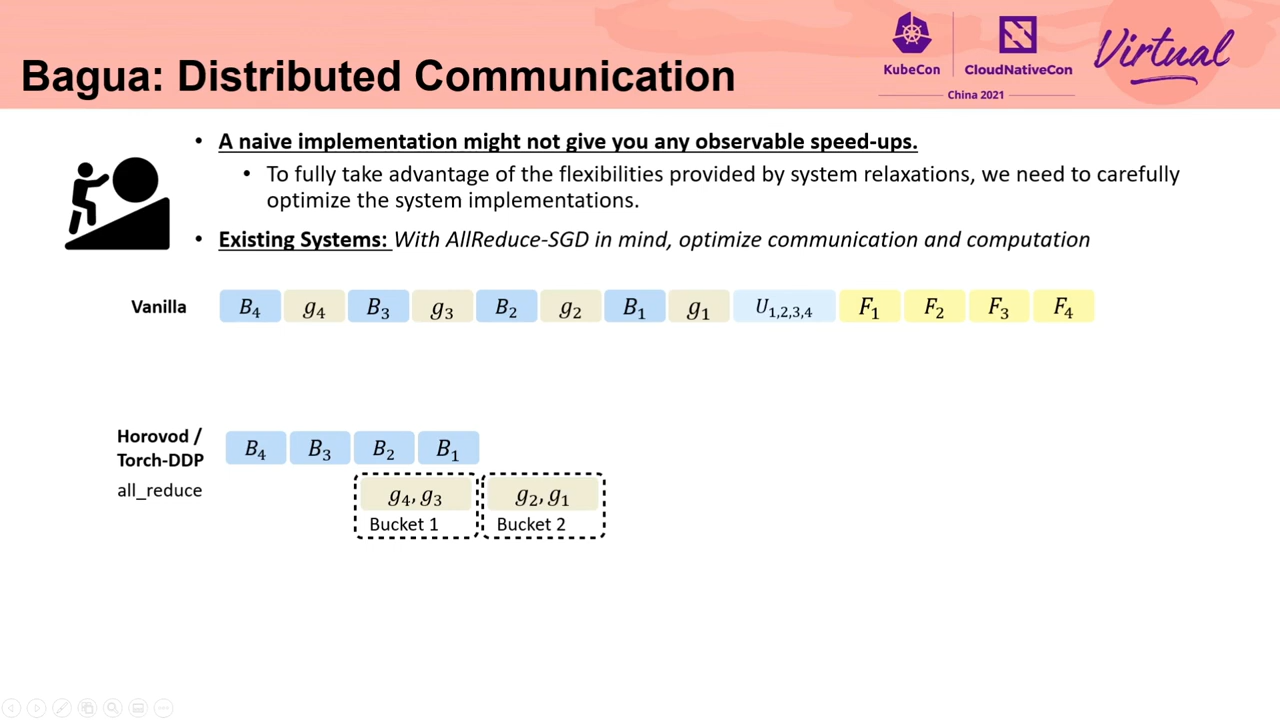 Bagua: Distributed Communication
KubeCon
CloudNativeCon
China 2021
Virtual
• A naive implementation might not give you any observable speed-ups.
• To fully take advantage of the flexibilities provided by system relaxations, we need to carefully
optimize the system implementations.
• Existing Systems: With AllReduce-SGD in mind, optimize communication and computation
Vanilla B₄ g₄ B₃ g₃ B₂ g₂ B₁ g₁ U₁,₂,₃,₄ F₁ F₂ F₃ F₄
Horovod /
Torch-DDP
B₄ B₃ B₂ B₁
all_reduce
g₄, g₃ g₂, g₁
Bucket 1 Bucket 2